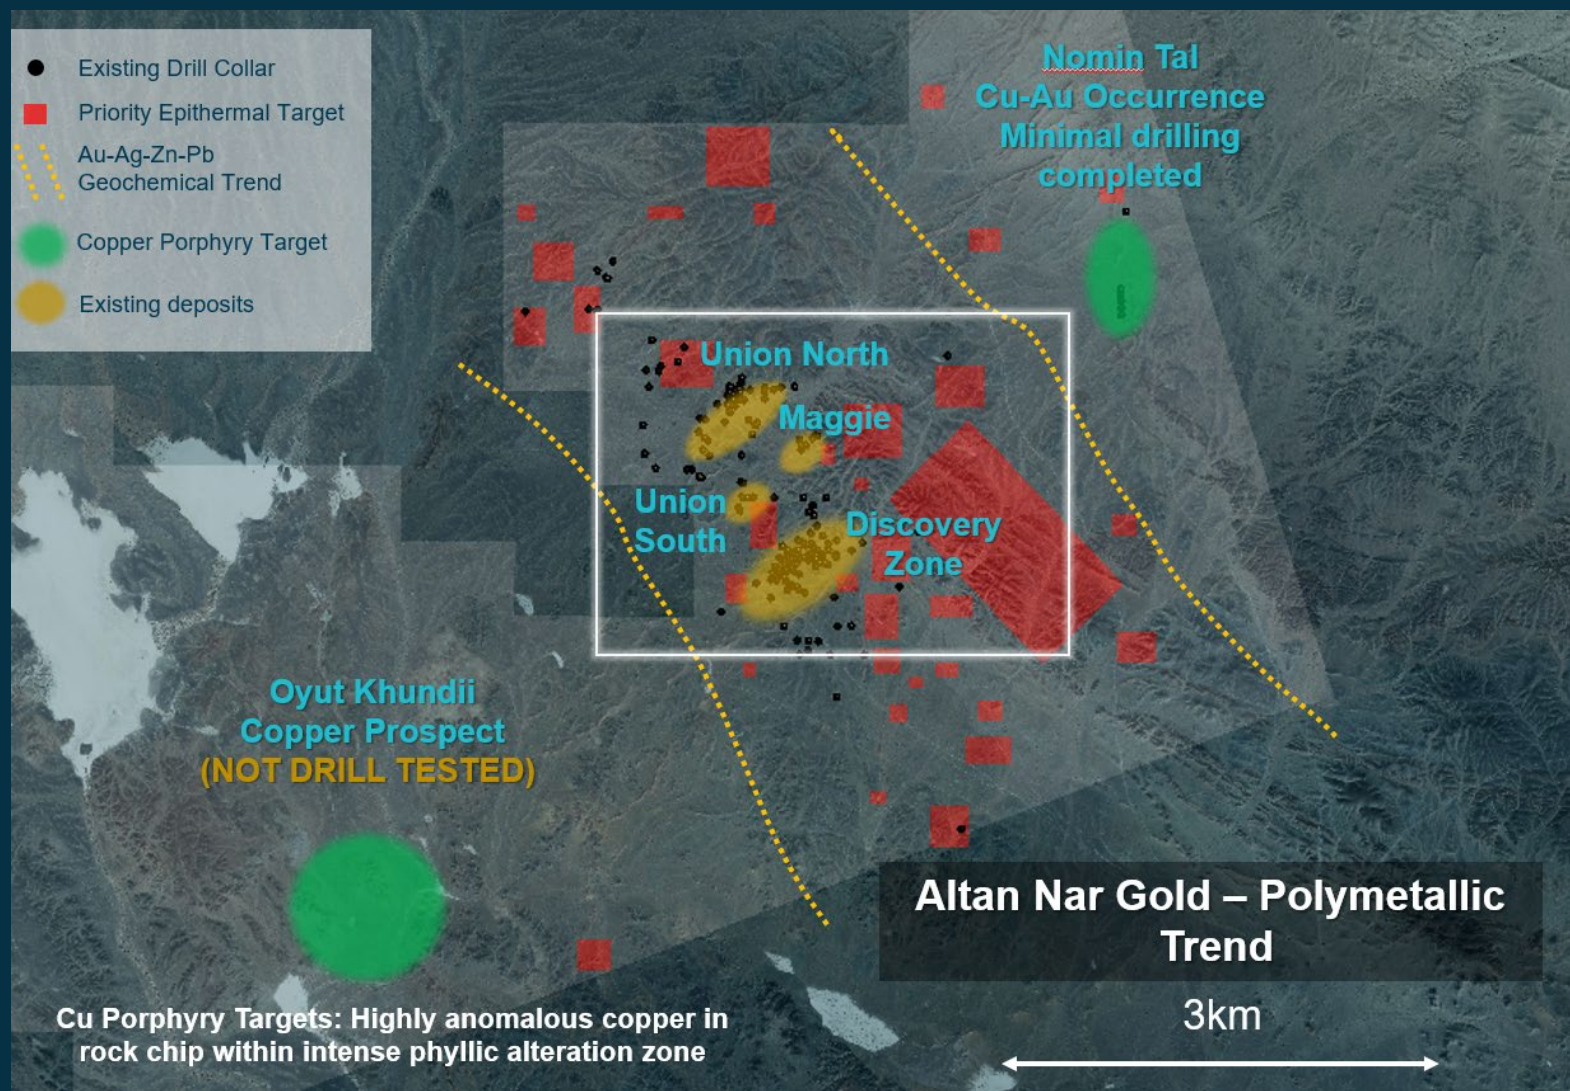 Existing Drill Collar
Priority Epithermal Target
Au-Ag-Zn-Pb
Geochemical Trend
Copper Porphyry Target
Existing deposits
Nomin Tal
Cu-Au Occurrence
Minimal drilling
completed
Union North
Maggie
Union
South
Discovery
Zone
Oyut Khundii
Copper Prospect
(NOT DRILL TESTED)
Altan Nar Gold – Polymetallic
Trend
3km
Cu Porphyry Targets: Highly anomalous copper in
rock chip within intense phyllic alteration zone